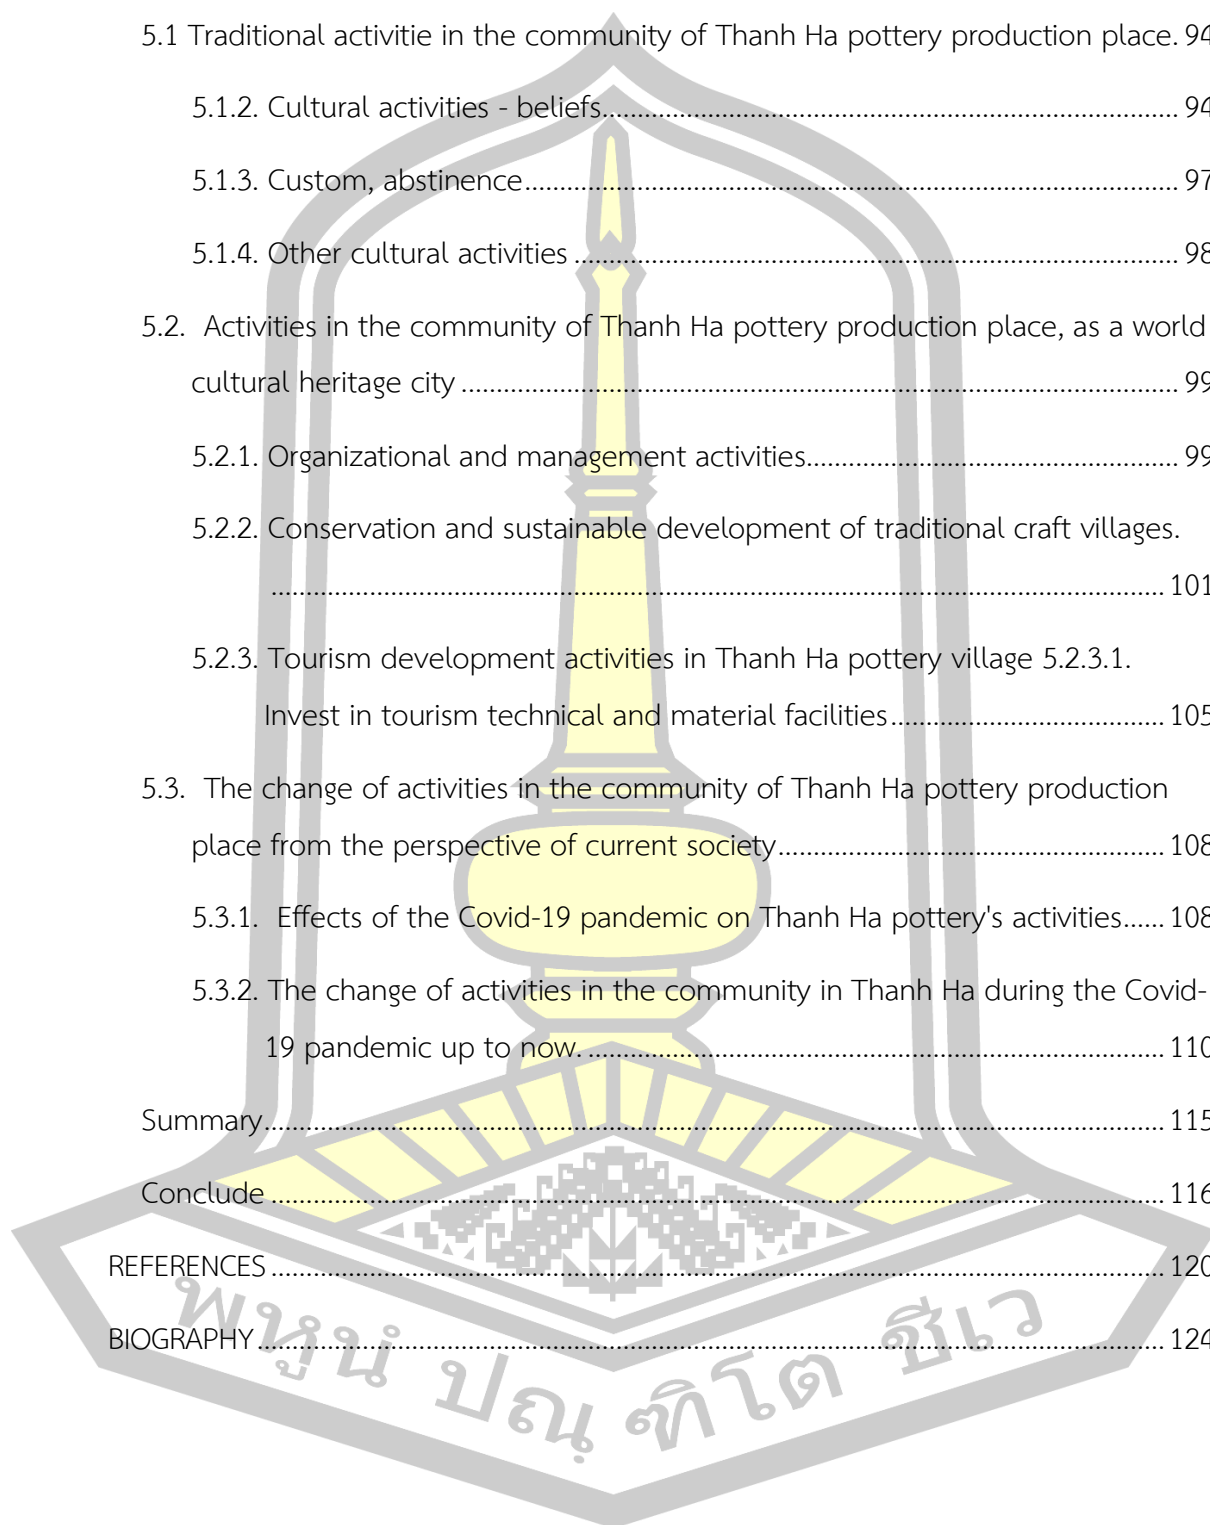 5.1 Traditional activitie in the community of Thanh Ha pottery production place. 94
5.1.2. Cultural activities - beliefs.......... 94
5.1.3. Custom, abstinence.......... 97
5.1.4. Other cultural activities .......... 98
5.2. Activities in the community of Thanh Ha pottery production place, as a world
cultural heritage city .......... 99
5.2.1. Organizational and management activities.......... 99
5.2.2. Conservation and sustainable development of traditional craft villages.
.......... 101
5.2.3. Tourism development activities in Thanh Ha pottery village 5.2.3.1.
Invest in tourism technical and material facilities.......... 105
5.3. The change of activities in the community of Thanh Ha pottery production
place from the perspective of current society.......... 108
5.3.1. Effects of the Covid-19 pandemic on Thanh Ha pottery's activities...... 108
5.3.2. The change of activities in the community in Thanh Ha during the Covid-
19 pandemic up to now. .......... 110
Summary.......... 115
Conclude .......... 116
REFERENCES .......... 120
BIOGRAPHY.......... 124
พหูนํ ปณฺฑิโต ชีเว